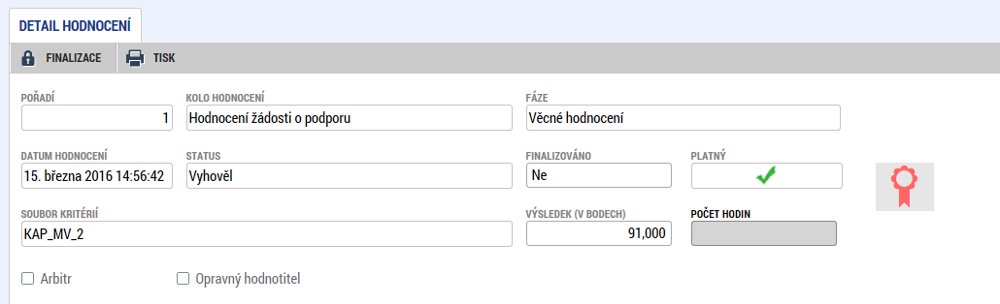 DETAIL HODNOCENÍ
FINALIZACE TISK
POŘADÍ KOLO HODNOCENÍ FÁZE
1 Hodnocení žádosti o podporu Věcné hodnocení
DATUM HODNOCENÍ STATUS FINALIZOVÁNO PLATNÝ
15. března 2016 14:56:42 Vyhověl Ne
SOUBOR KRITÉRIÍ VÝSLEDEK (V BODECH) POČET HODIN
KAP_MV_2 91,000
Arbitr Opravný hodnotitel